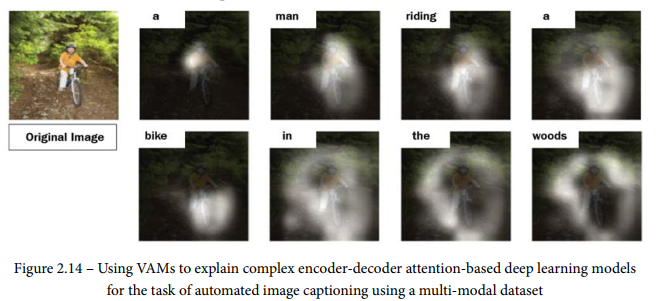 a man riding a
Original Image
bike in the woods
Figure 2.14 – Using VAMs to explain complex encoder-decoder attention-based deep learning models
for the task of automated image captioning using a multi-modal dataset